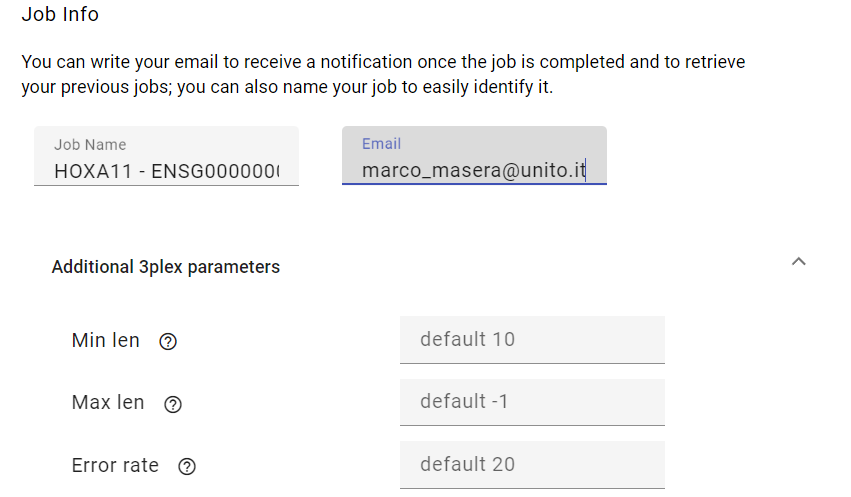 Job Info
You can write your email to receive a notification once the job is completed and to retrieve
your previous jobs; you can also name your job to easily identify it.
Job Name
HOXA11 - ENSG0000000
Email
marco_masera@unito.it
Additional 3plex parameters
Min len
default 10
Max len
default -1
Error rate
default 20